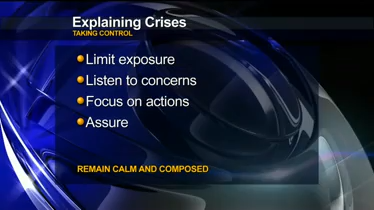 Explaining Crises
TAKING CONTROL
Limit exposure
Listen to concerns
Focus on actions
Assure
REMAIN CALM AND COMPOSED